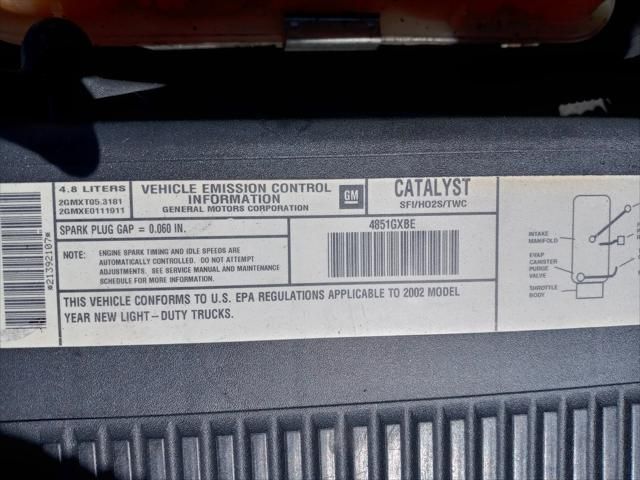 *21392107*
4.8 LITERS
2GMXT05.3181
2GMXE0111911
VEHICLE EMISSION CONTROL
INFORMATION
GENERAL MOTORS CORPORATION
GM
CATALYST
SFI/HO2S/TWC
SPARK PLUG GAP = 0.060 IN.
4851GXBE
NOTE: ENGINE SPARK TIMING AND IDLE SPEEDS ARE
AUTOMATICALLY CONTROLLED. DO NOT ATTEMPT
ADJUSTMENTS. SEE SERVICE MANUAL AND MAINTENANCE
SCHEDULE FOR MORE INFORMATION.
THIS VEHICLE CONFORMS TO U.S. EPA REGULATIONS APPLICABLE TO 2002 MODEL
YEAR NEW LIGHT-DUTY TRUCKS.
INTAKE
MANIFOLD
EVAP
CANISTER
PURGE
VALVE
THROTTLE
BODY